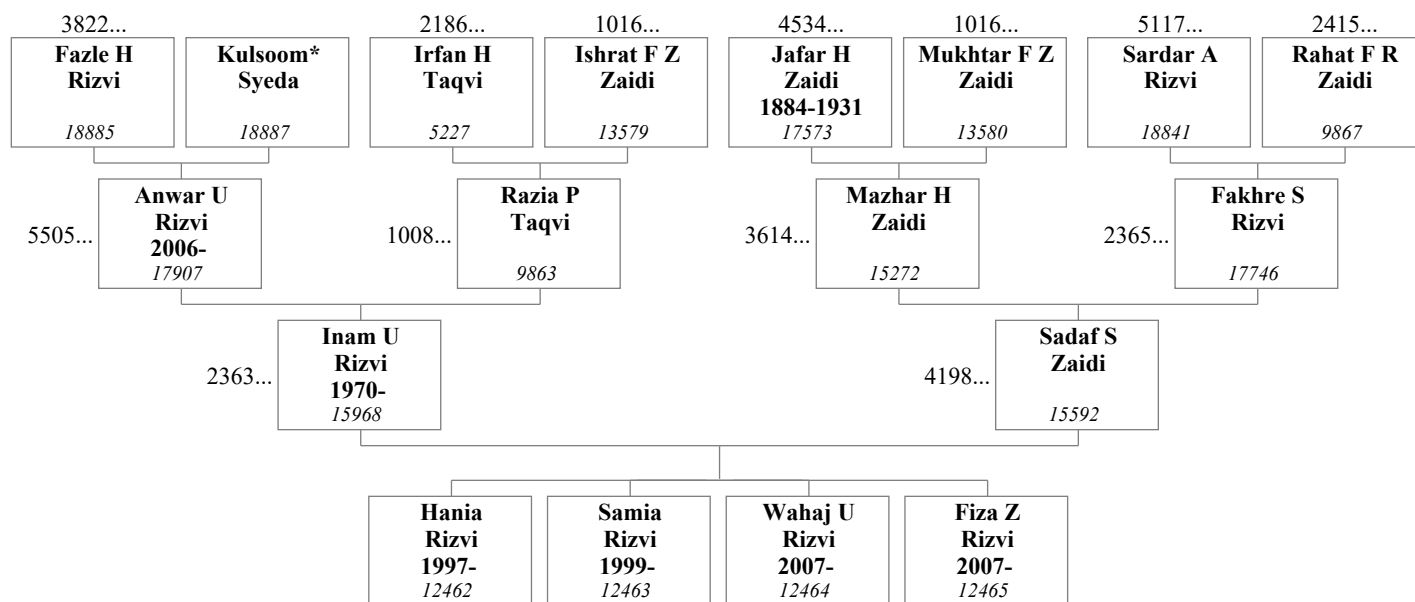 3822...
2186...
1016...
4534...
1016...
5117...
2415...
Fazle H
Rizvi
18885
Kulsoom*
Syeda
18887
Irfan H
Taqvi
5227
Ishrat F Z
Zaidi
13579
Jafar H
Zaidi
1884-1931
17573
Mukhtar F Z
Zaidi
13580
Sardar A
Rizvi
18841
Rahat F R
Zaidi
9867
5505...
Anwar U
Rizvi
2006-
17907
1008...
Razia P
Taqvi
9863
3614...
Mazhar H
Zaidi
15272
2365...
Fakhre S
Rizvi
17746
2363...
Inam U
Rizvi
1970-
15968
4198...
Sadaf S
Zaidi
15592
Hania
Rizvi
1997-
12462
Samia
Rizvi
1999-
12463
Wahaj U
Rizvi
2007-
12464
Fiza Z
Rizvi
2007-
12465